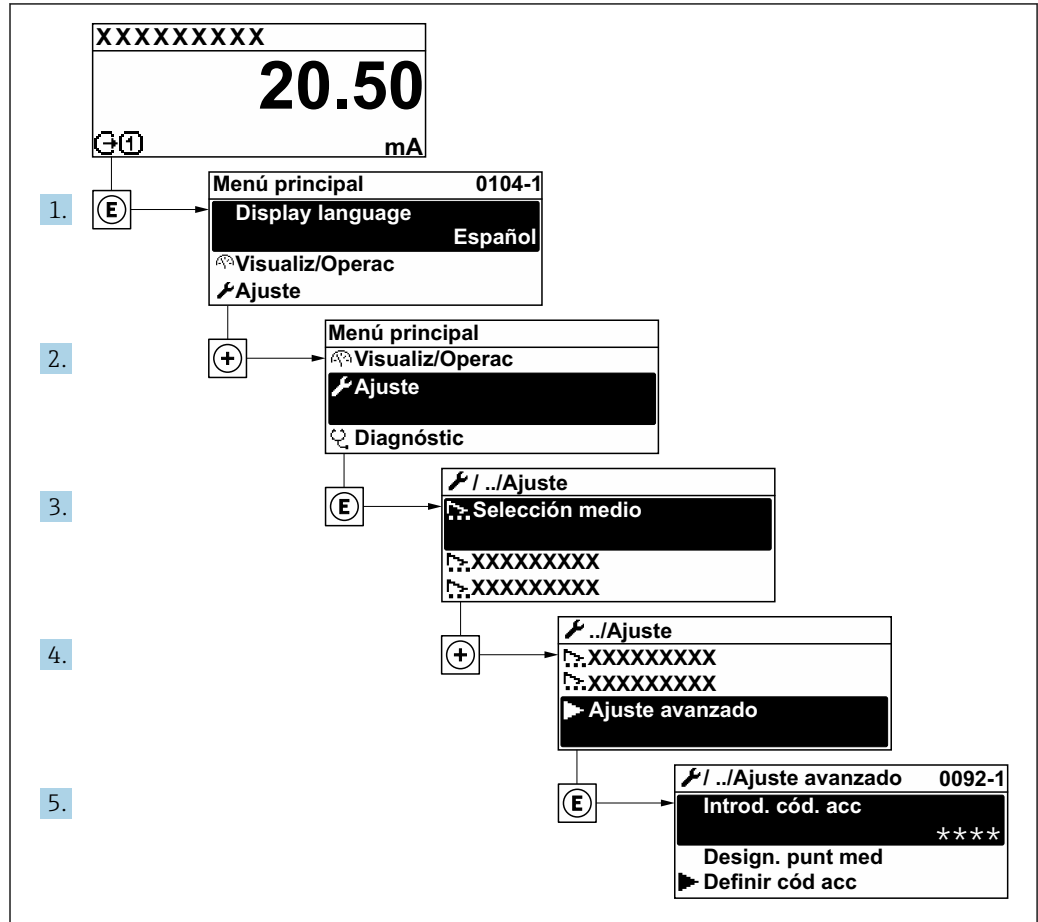 XXXXXXXXX
20.50
1 mA
1. E
Menú principal 0104-1
Display language
Español
Visualiz/Operac
Ajuste
2. +
Menú principal
Visualiz/Operac
Ajuste
Diagnóstic
3. E
/ ../Ajuste
Selección medio
XXXXXXXXX
XXXXXXXXX
4. +
../Ajuste
XXXXXXXXX
XXXXXXXXX
Ajuste avanzado
5. E
/ ../Ajuste avanzado 0092-1
Introd. cód. acc
****
Design. punt med
Definir cód acc